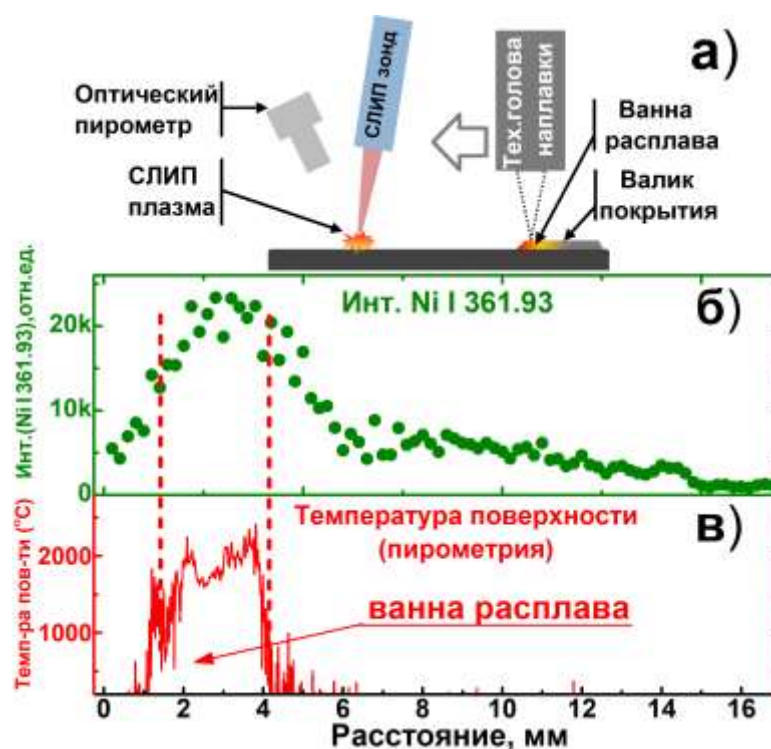 а)
Оптический
пирометр
СЛИП зонд
Тех.голова
наплавки
Ванна
расплава
СЛИП
плазма
Валик
покрытия
Инт.(Ni I 361.93),отн.ед.
20k
10k
0
Инт. Ni I 361.93
б)
Темп-ра пов-ти (°C)
2000
1000
Температура поверхности
(пирометрия)
в)
ванна расплава
0 2 4 6 8 10 12 14 16
Расстояние, мм